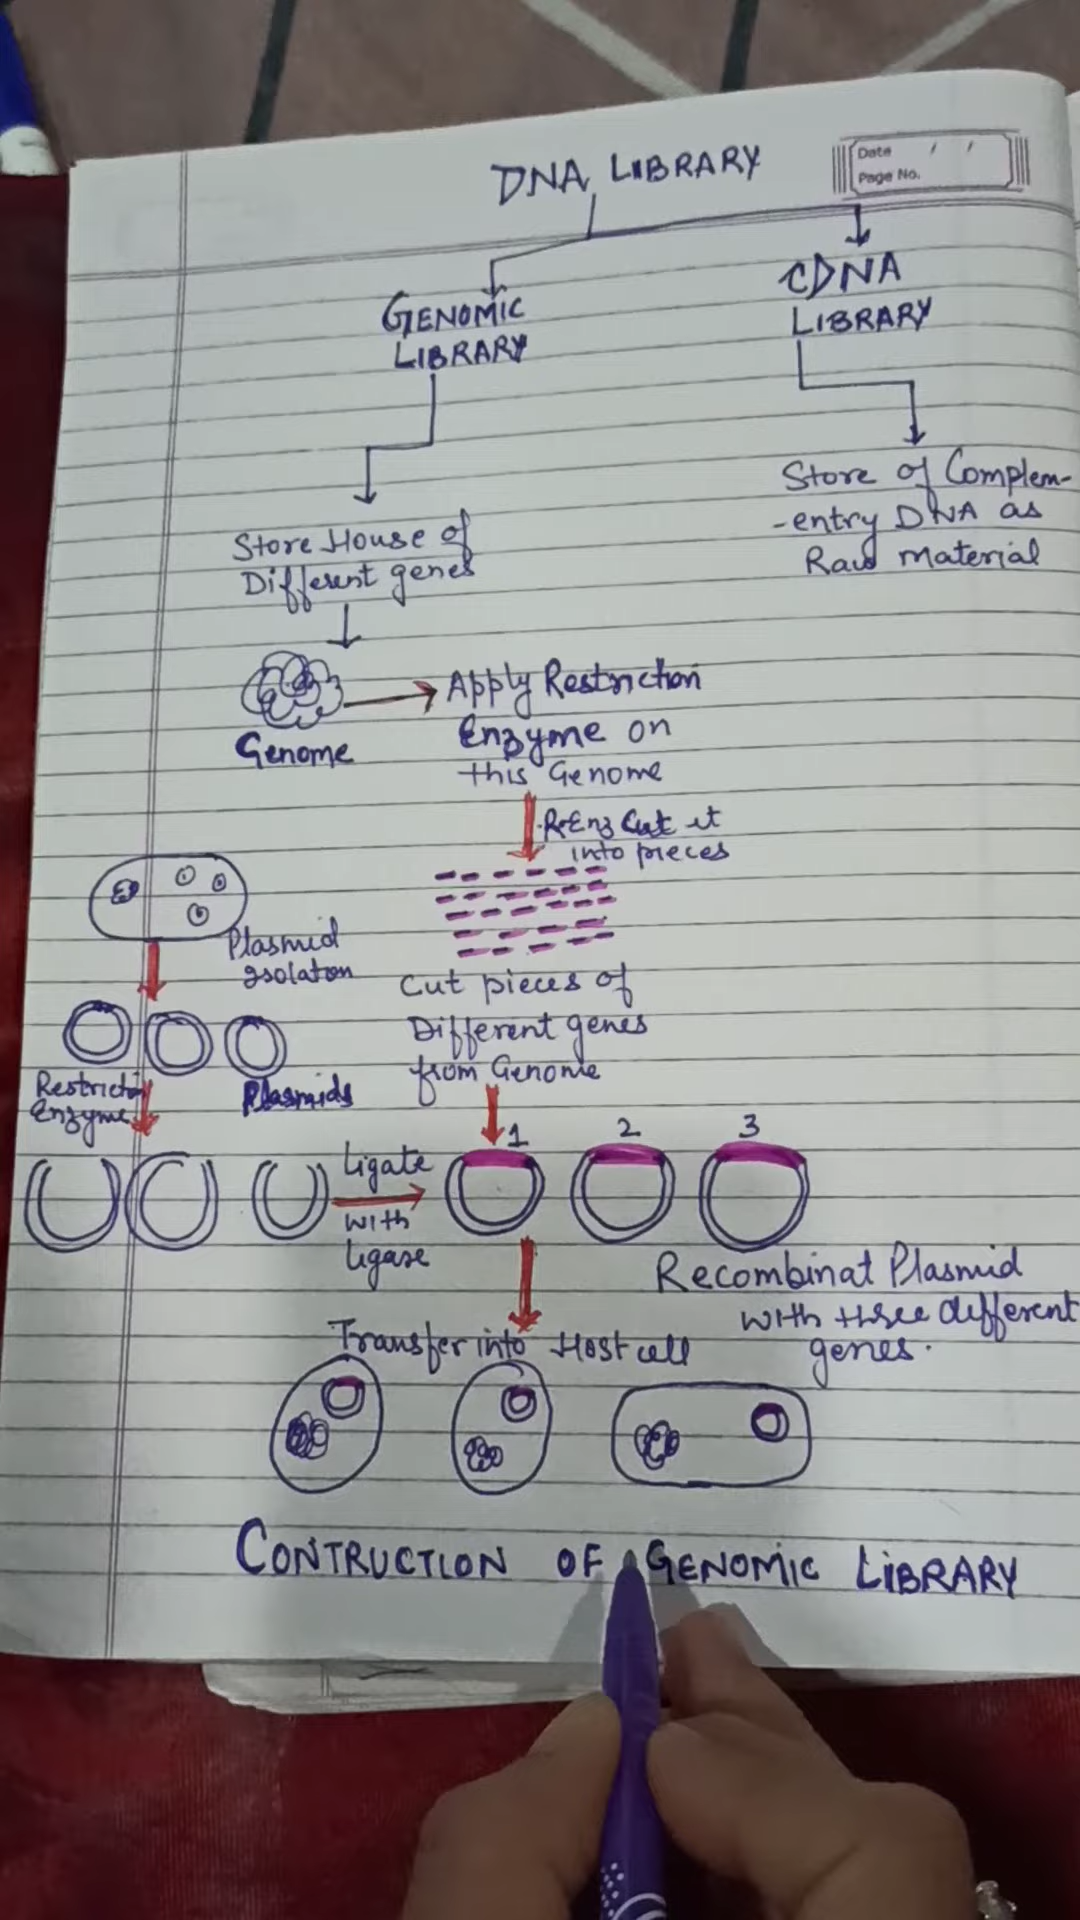 DNA LIBRARY
Date / /
Page No.
GENOMIC
LIBRARY
CDNA
LIBRARY
Store House of
Different genes
Store of Complem-
-entry DNA as
Raw material
Genome
Apply Restriction
Enzyme on
this Genome
R.Enz Cut it
into pieces
Plasmid
Isolation
Cut pieces of
Different genes
from Genome
Restriction
Enzyme
Plasmids
Ligate
with
ligase
1 2 3
Recombinat Plasmid
with three different
genes.
Transfer into Host cell
CONTRUCTION OF GENOMIC LIBRARY